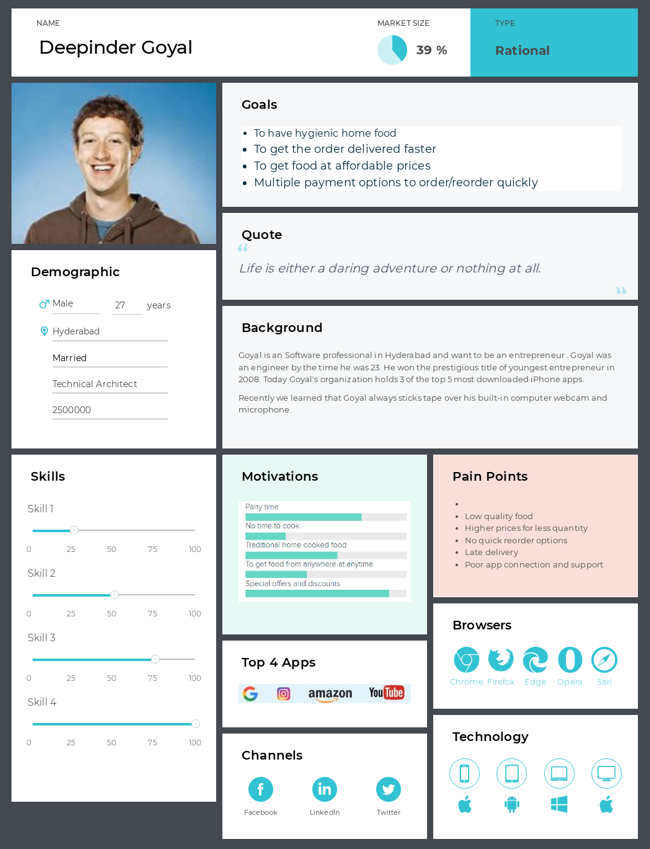 NAME
Deepinder Goyal
MARKET SIZE
39 %
TYPE
Rational
Goals
• To have hygienic home food
• To get the order delivered faster
• To get food at affordable prices
• Multiple payment options to order/reorder quickly
Quote
“
Life is either a daring adventure or nothing at all.
”
Demographic
Male 27 years
Hyderabad
Married
Technical Architect
2500000
Background
Goyal is an Software professional in Hyderabad and want to be an entrepreneur . Goyal was
an engineer by the time he was 23. He won the prestigious title of youngest entrepreneur in
2008. Today Goyal's organization holds 3 of the top 5 most downloaded iPhone apps.
Recently we learned that Goyal always sticks tape over his built-in computer webcam and
microphone.
Skills
Skill 1
0 25 50 75 100
Skill 2
0 25 50 75 100
Skill 3
0 25 50 75 100
Skill 4
0 25 50 75 100
Motivations
Party time
No time to cook
Traditional home cooked food
To get food from anywhere at anytime
Special offers and discounts
Pain Points
•
• Low quality food
• Higher prices for less quantity
• No quick reorder options
• Late delivery
• Poor app connection and support
Top 4 Apps
G amazon YouTube
Browsers
Chrome Firefox Edge Opera Sari
Channels
f in
Facebook LinkedIn Twitter
Technology